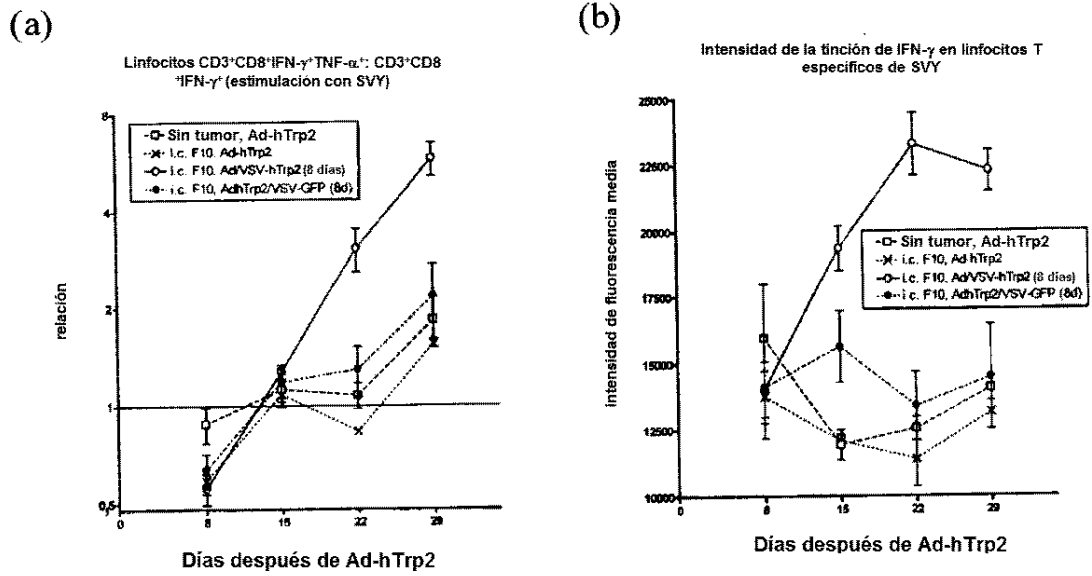 (a)
Linfocitos CD3⁺CD8⁺IFN-γ⁺TNF-α⁺: CD3⁺CD8
⁺IFN-γ⁺ (estimulación con SVY)
8
4
2
1
0,5
relación
Sin tumor, Ad-hTrp2
i.c. F10. Ad-hTrp2
i.c. F10. Ad/VSV-hTrp2 (8 días)
i.c. F10, AdhTrp2/VSV-GFP (8d)
0
8
15
22
29
Días después de Ad-hTrp2
(b)
Intensidad de la tinción de IFN-γ en linfocitos T
específicos de SVY
25000
22500
20000
17500
15000
12500
10000
Intensidad de fluorescencia media
Sin tumor, Ad-hTrp2
i.c. F10, Ad-hTrp2
i.c. F10. Ad/VSV-hTrp2 (8 días)
i.c. F10, AdhTrp2/VSV-GFP (8d)
0
8
15
22
29
Días después de Ad-hTrp2